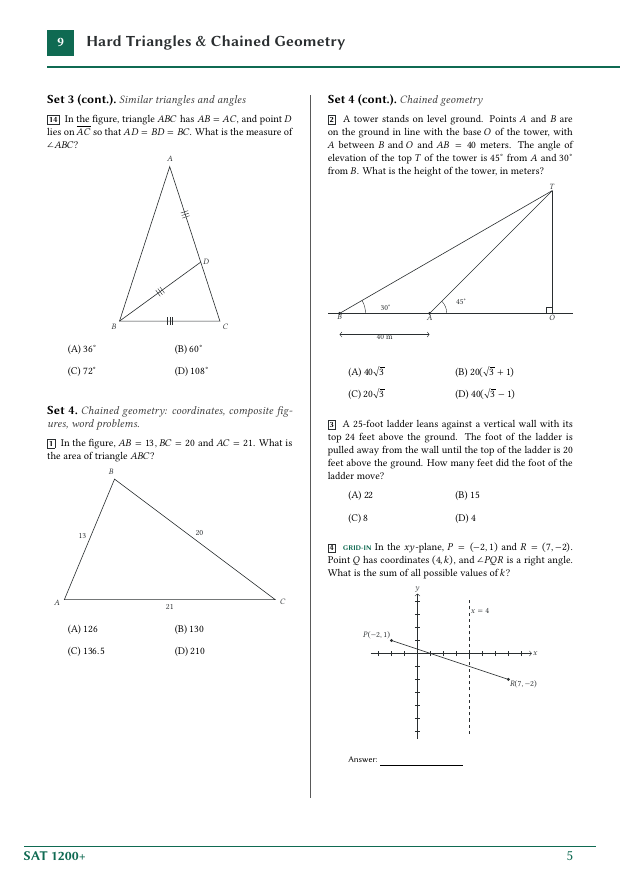 9 Hard Triangles & Chained Geometry
Set 3 (cont.). Similar triangles and angles
14 In the figure, triangle ABC has AB = AC, and point D
lies on AC so that AD = BD = BC. What is the measure of
∠ABC?
A
D
B
C
(A) 36° (B) 60°
(C) 72° (D) 108°
Set 4. Chained geometry: coordinates, composite fig-
ures, word problems.
1 In the figure, AB = 13, BC = 20 and AC = 21. What is
the area of triangle ABC?
B
13
20
A
21
C
(A) 126 (B) 130
(C) 136.5 (D) 210
Set 4 (cont.). Chained geometry
2 A tower stands on level ground. Points A and B are
on the ground in line with the base O of the tower, with
A between B and O and AB = 40 meters. The angle of
elevation of the top T of the tower is 45° from A and 30°
from B. What is the height of the tower, in meters?
T
30°
45°
B
A
O
40 m
(A) 40√3 (B) 20(√3 + 1)
(C) 20√3 (D) 40(√3 − 1)
3 A 25-foot ladder leans against a vertical wall with its
top 24 feet above the ground. The foot of the ladder is
pulled away from the wall until the top of the ladder is 20
feet above the ground. How many feet did the foot of the
ladder move?
(A) 22 (B) 15
(C) 8 (D) 4
4 GRID-IN In the xy-plane, P = (−2, 1) and R = (7, −2).
Point Q has coordinates (4, k), and ∠PQR is a right angle.
What is the sum of all possible values of k?
y
x = 4
P(−2, 1)
x
R(7, −2)
Answer:
SAT 1200+ 5